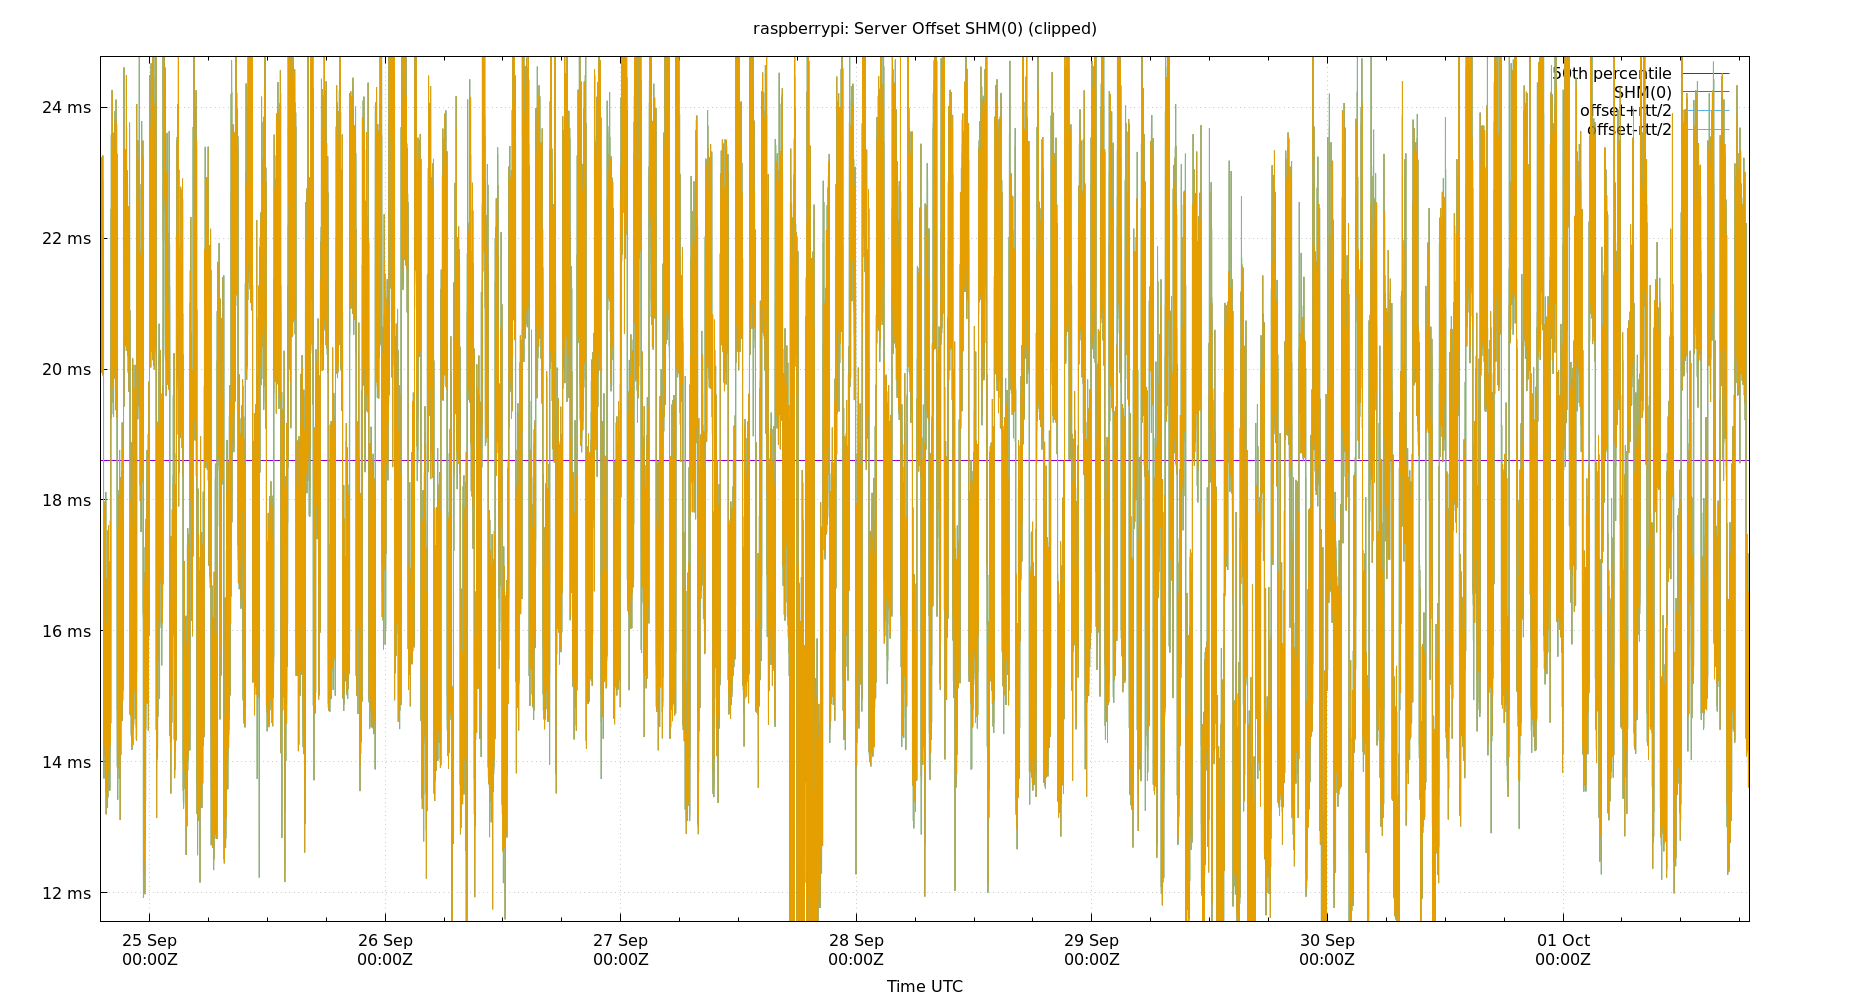 raspberrypi: Server Offset SHM(0) (clipped)
50th percentile
SHM(0)
offset+rtt/2
offset-rtt/2
24 ms
22 ms
20 ms
18 ms
16 ms
14 ms
12 ms
25 Sep
00:00Z
26 Sep
00:00Z
27 Sep
00:00Z
28 Sep
00:00Z
29 Sep
00:00Z
30 Sep
00:00Z
01 Oct
00:00Z
Time UTC